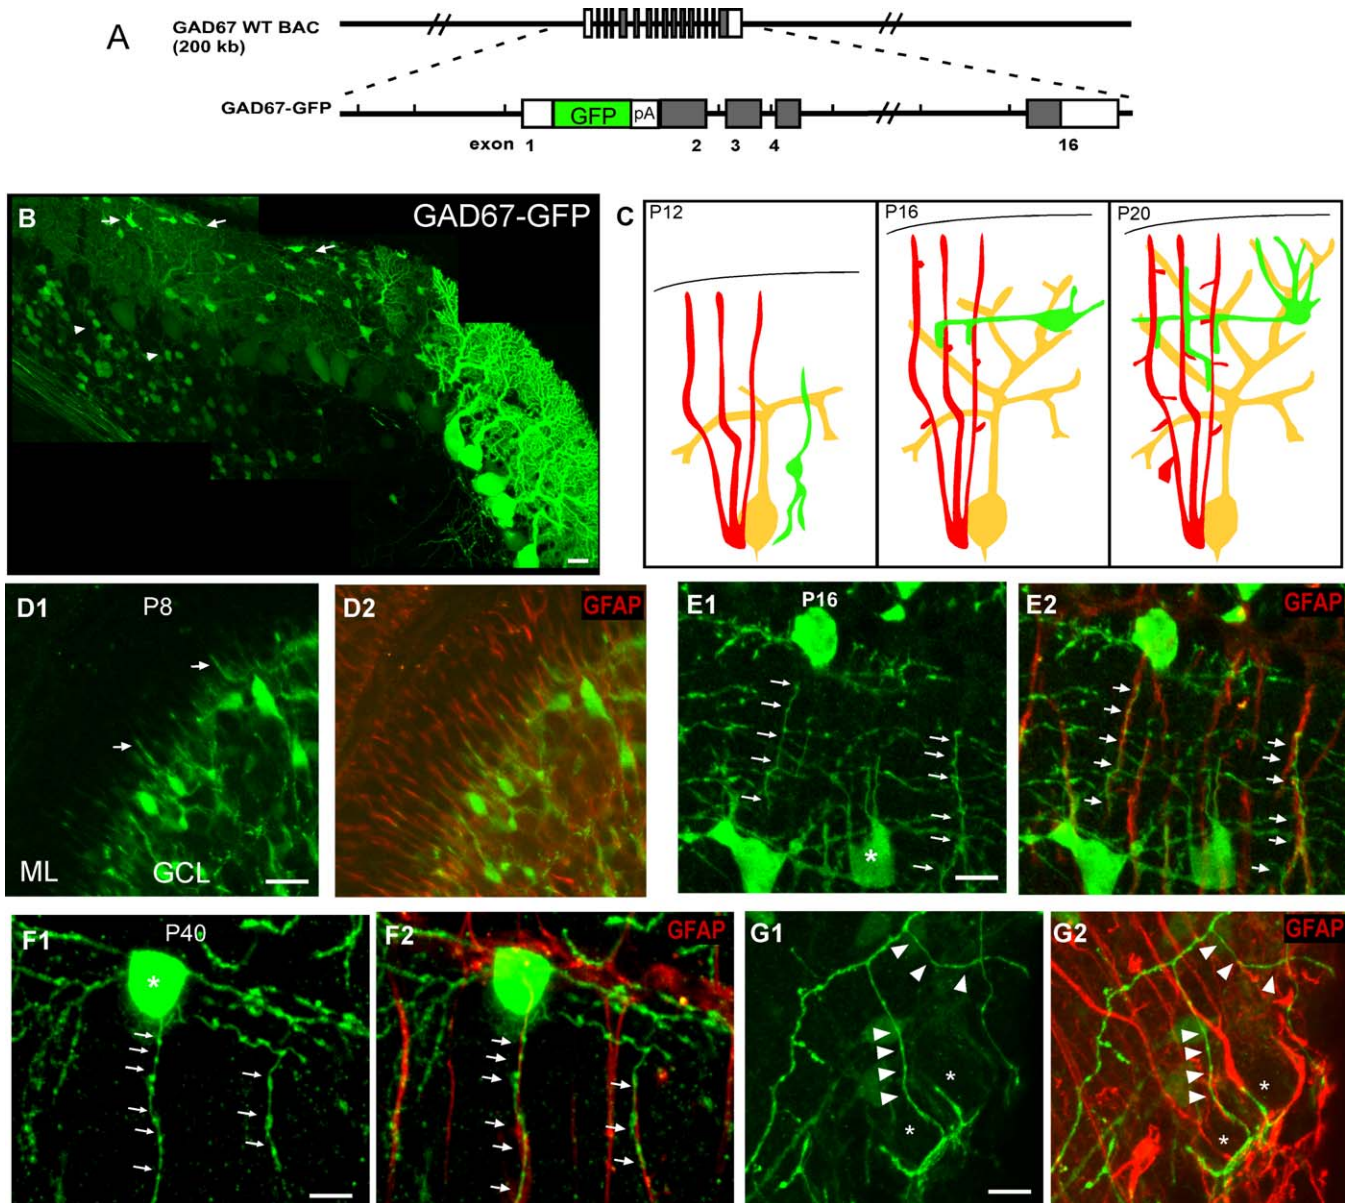 A
GAD67 WT BAC
(200 kb)
GAD67-GFP
GFP
pA
exon 1 2 3 4 16
B
GAD67-GFP
C
P12
P16
P20
D1
P8
ML
GCL
D2
GFAP
E1
P16
*
E2
GFAP
F1
P40
*
F2
GFAP
G1
*
*
G2
GFAP
*
*